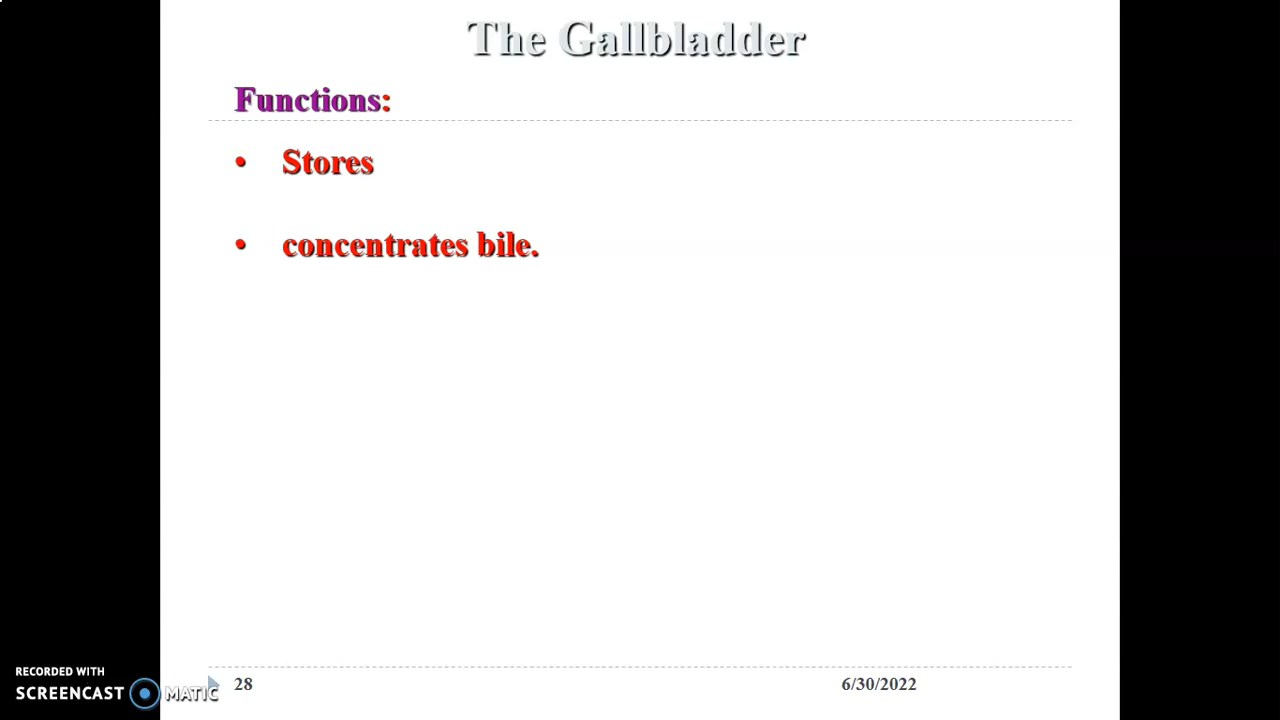 The Gallbladder
Functions:
• Stores
• concentrates bile.
RECORDED WITH
SCREENCAST MATIC
28
6/30/2022